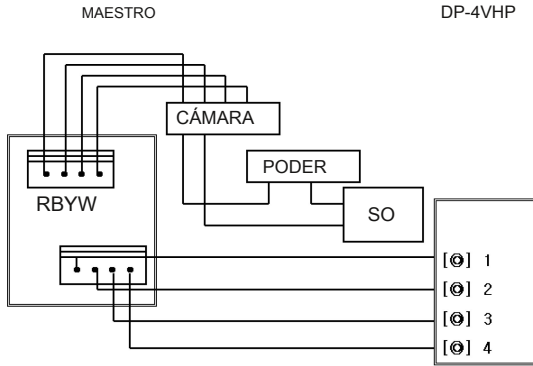 MAESTRO
DP-4VHP
CÁMARA
PODER
RBYW
SO
[◎] 1
[◎] 2
[◎] 3
[◎] 4